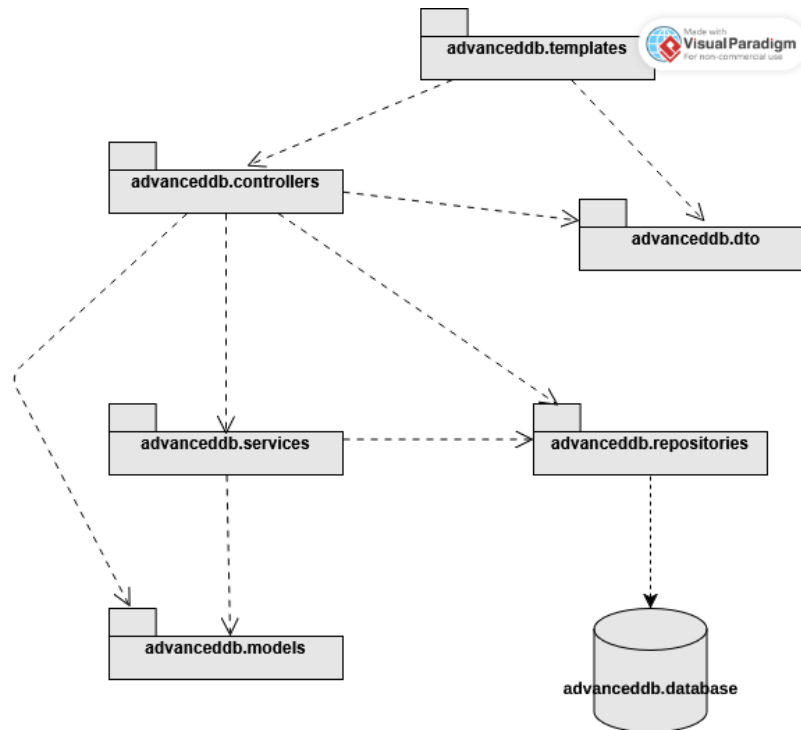 Made with
advanceddb.templates
Visual Paradigm
For non-commercial use
advanceddb.controllers
advanceddb.dto
advanceddb.services
advanceddb.repositories
advanceddb.models
advanceddb.database